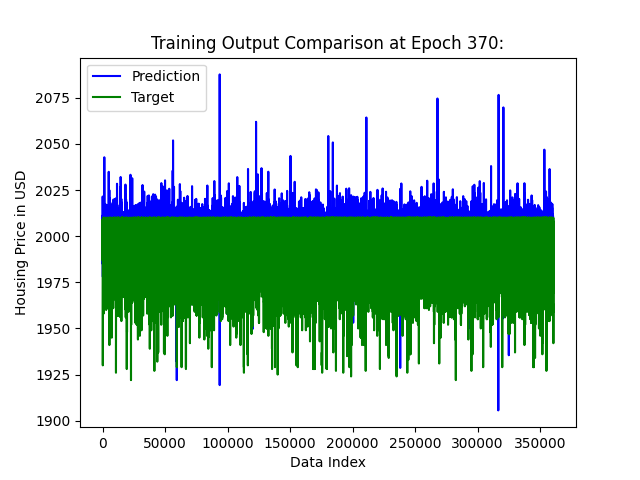 Training Output Comparison at Epoch 370:
Prediction
Target
Housing Price in USD
2075
2050
2025
2000
1975
1950
1925
1900
0 50000 100000 150000 200000 250000 300000 350000
Data Index